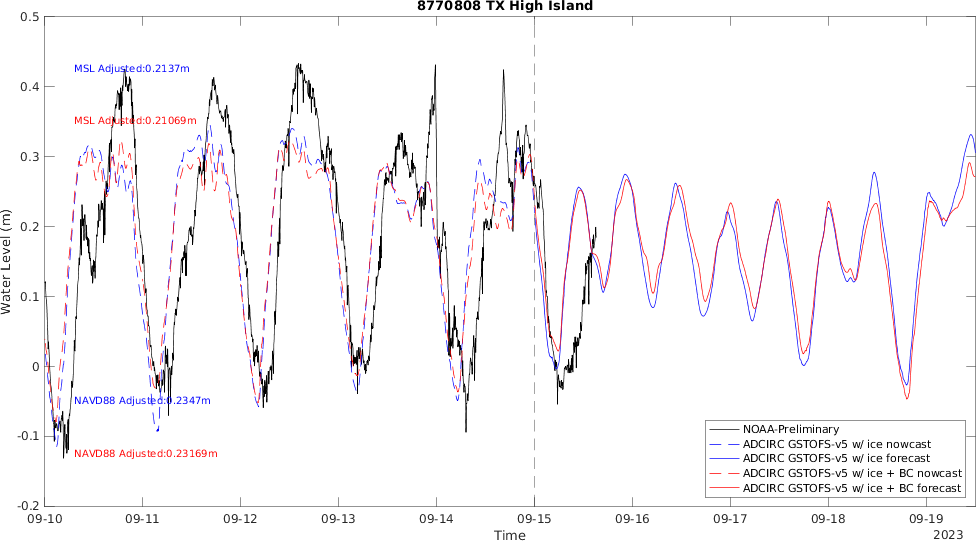 8770808 TX High Island
0.5
0.4
0.3
0.2
0.1
0
-0.1
-0.2
Water Level (m)
MSL Adjusted:0.2137m
MSL Adjusted:0.21069m
NAVD88 Adjusted:0.2347m
NAVD88 Adjusted:0.23169m
NOAA-Preliminary
ADCIRC GSTOFS-v5 w/ ice nowcast
ADCIRC GSTOFS-v5 w/ ice forecast
ADCIRC GSTOFS-v5 w/ ice + BC nowcast
ADCIRC GSTOFS-v5 w/ ice + BC forecast
09-10 09-11 09-12 09-13 09-14 09-15 09-16 09-17 09-18 09-19
Time
2023